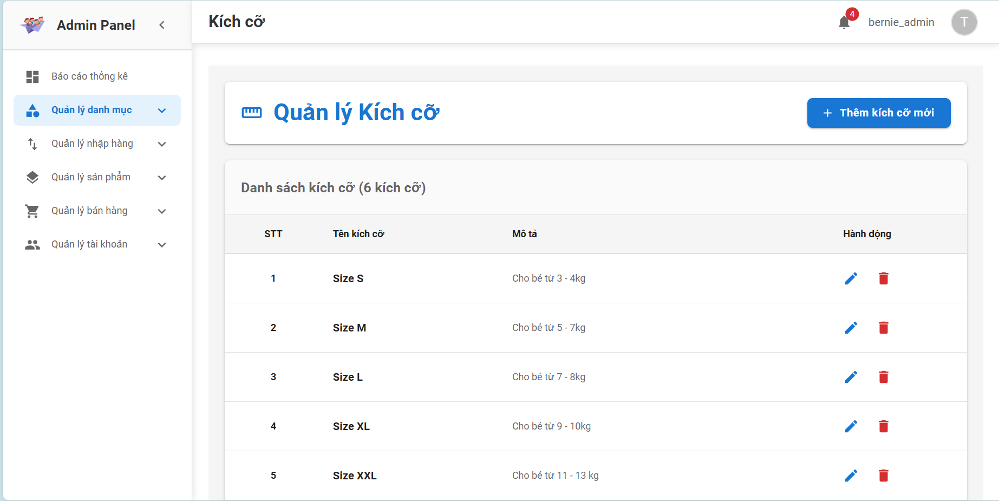 Admin Panel
Kích cỡ
4
bernie_admin
T
Báo cáo thống kê
Quản lý danh mục
Quản lý nhập hàng
Quản lý sản phẩm
Quản lý bán hàng
Quản lý tài khoản
Quản lý Kích cỡ
+ Thêm kích cỡ mới
Danh sách kích cỡ (6 kích cỡ)
STT Tên kích cỡ Mô tả Hành động
1 Size S Cho bé từ 3 - 4kg
2 Size M Cho bé từ 5 - 7kg
3 Size L Cho bé từ 7 - 8kg
4 Size XL Cho bé từ 9 - 10kg
5 Size XXL Cho bé từ 11 - 13 kg